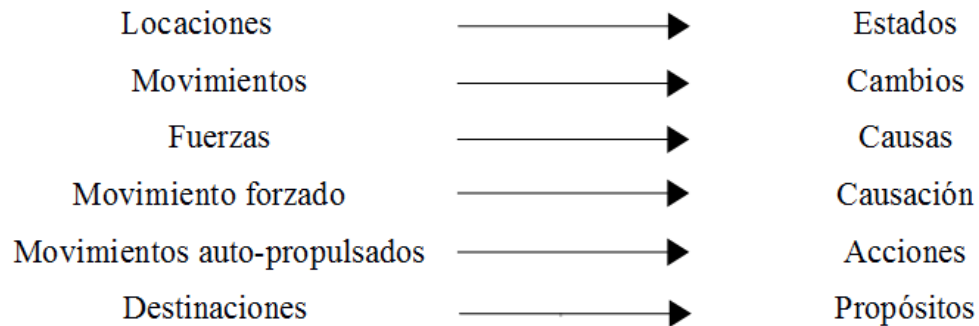 Locaciones Estados
Movimientos Cambios
Fuerzas Causas
Movimiento forzado Causación
Movimientos auto-propulsados Acciones
Destinaciones Propósitos